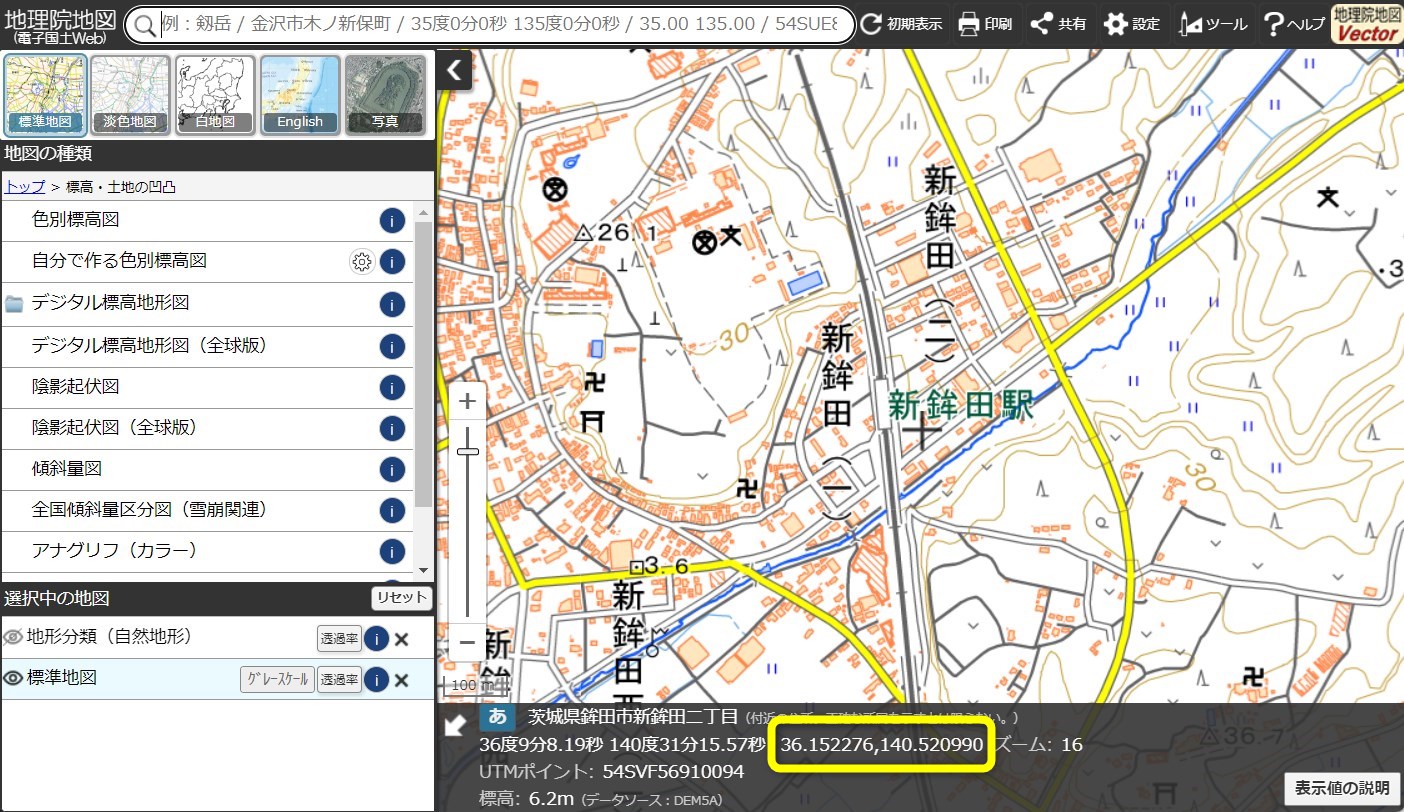 地理院地図
(電子国土Web)
例 : 剱岳 / 金沢市木ノ新保町 / 35度0分0秒 135度0分0秒 / 35.00 135.00 / 54SUE8
初期表示
印刷
共有
設定
ツール
ヘルプ
地理院地図
Vector
標準地図
淡色地図
白地図
English
写真
地図の種類
トップ > 標高・土地の凹凸
色別標高図
自分で作る色別標高図
デジタル標高地形図
デジタル標高地形図（全球版）
陰影起伏図
陰影起伏図（全球版）
傾斜量図
全国傾斜量区分図（雪崩関連）
アナグリフ（カラー）
選択中の地図
リセット
地形分類（自然地形）
透過率
標準地図
グレースケール
透過率
26.1
30
新鉾田（二）
新鉾田（一）
新鉾田駅
30
3.6
新鉾田西
新鉾
100 m
36.7
あ 茨城県鉾田市新鉾田二丁目
36度9分8.19秒 140度31分15.57秒 36.152276,140.520990 ズーム: 16
UTMポイント: 54SVF56910094
標高: 6.2m (データソース : DEM5A)
表示値の説明